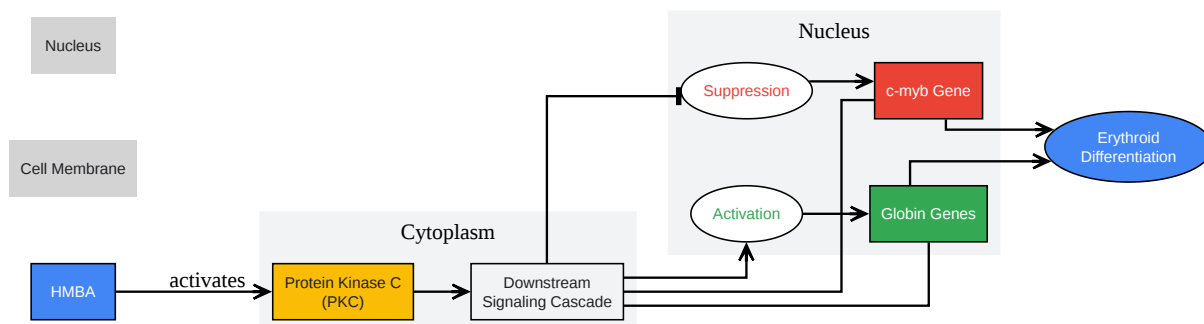 Nucleus
Nucleus
Suppression
c-myb Gene
Erythroid
Differentiation
Cell Membrane
Activation
Globin Genes
Cytoplasm
HMBA
activates
Protein Kinase C
(PKC)
Downstream
Signaling Cascade